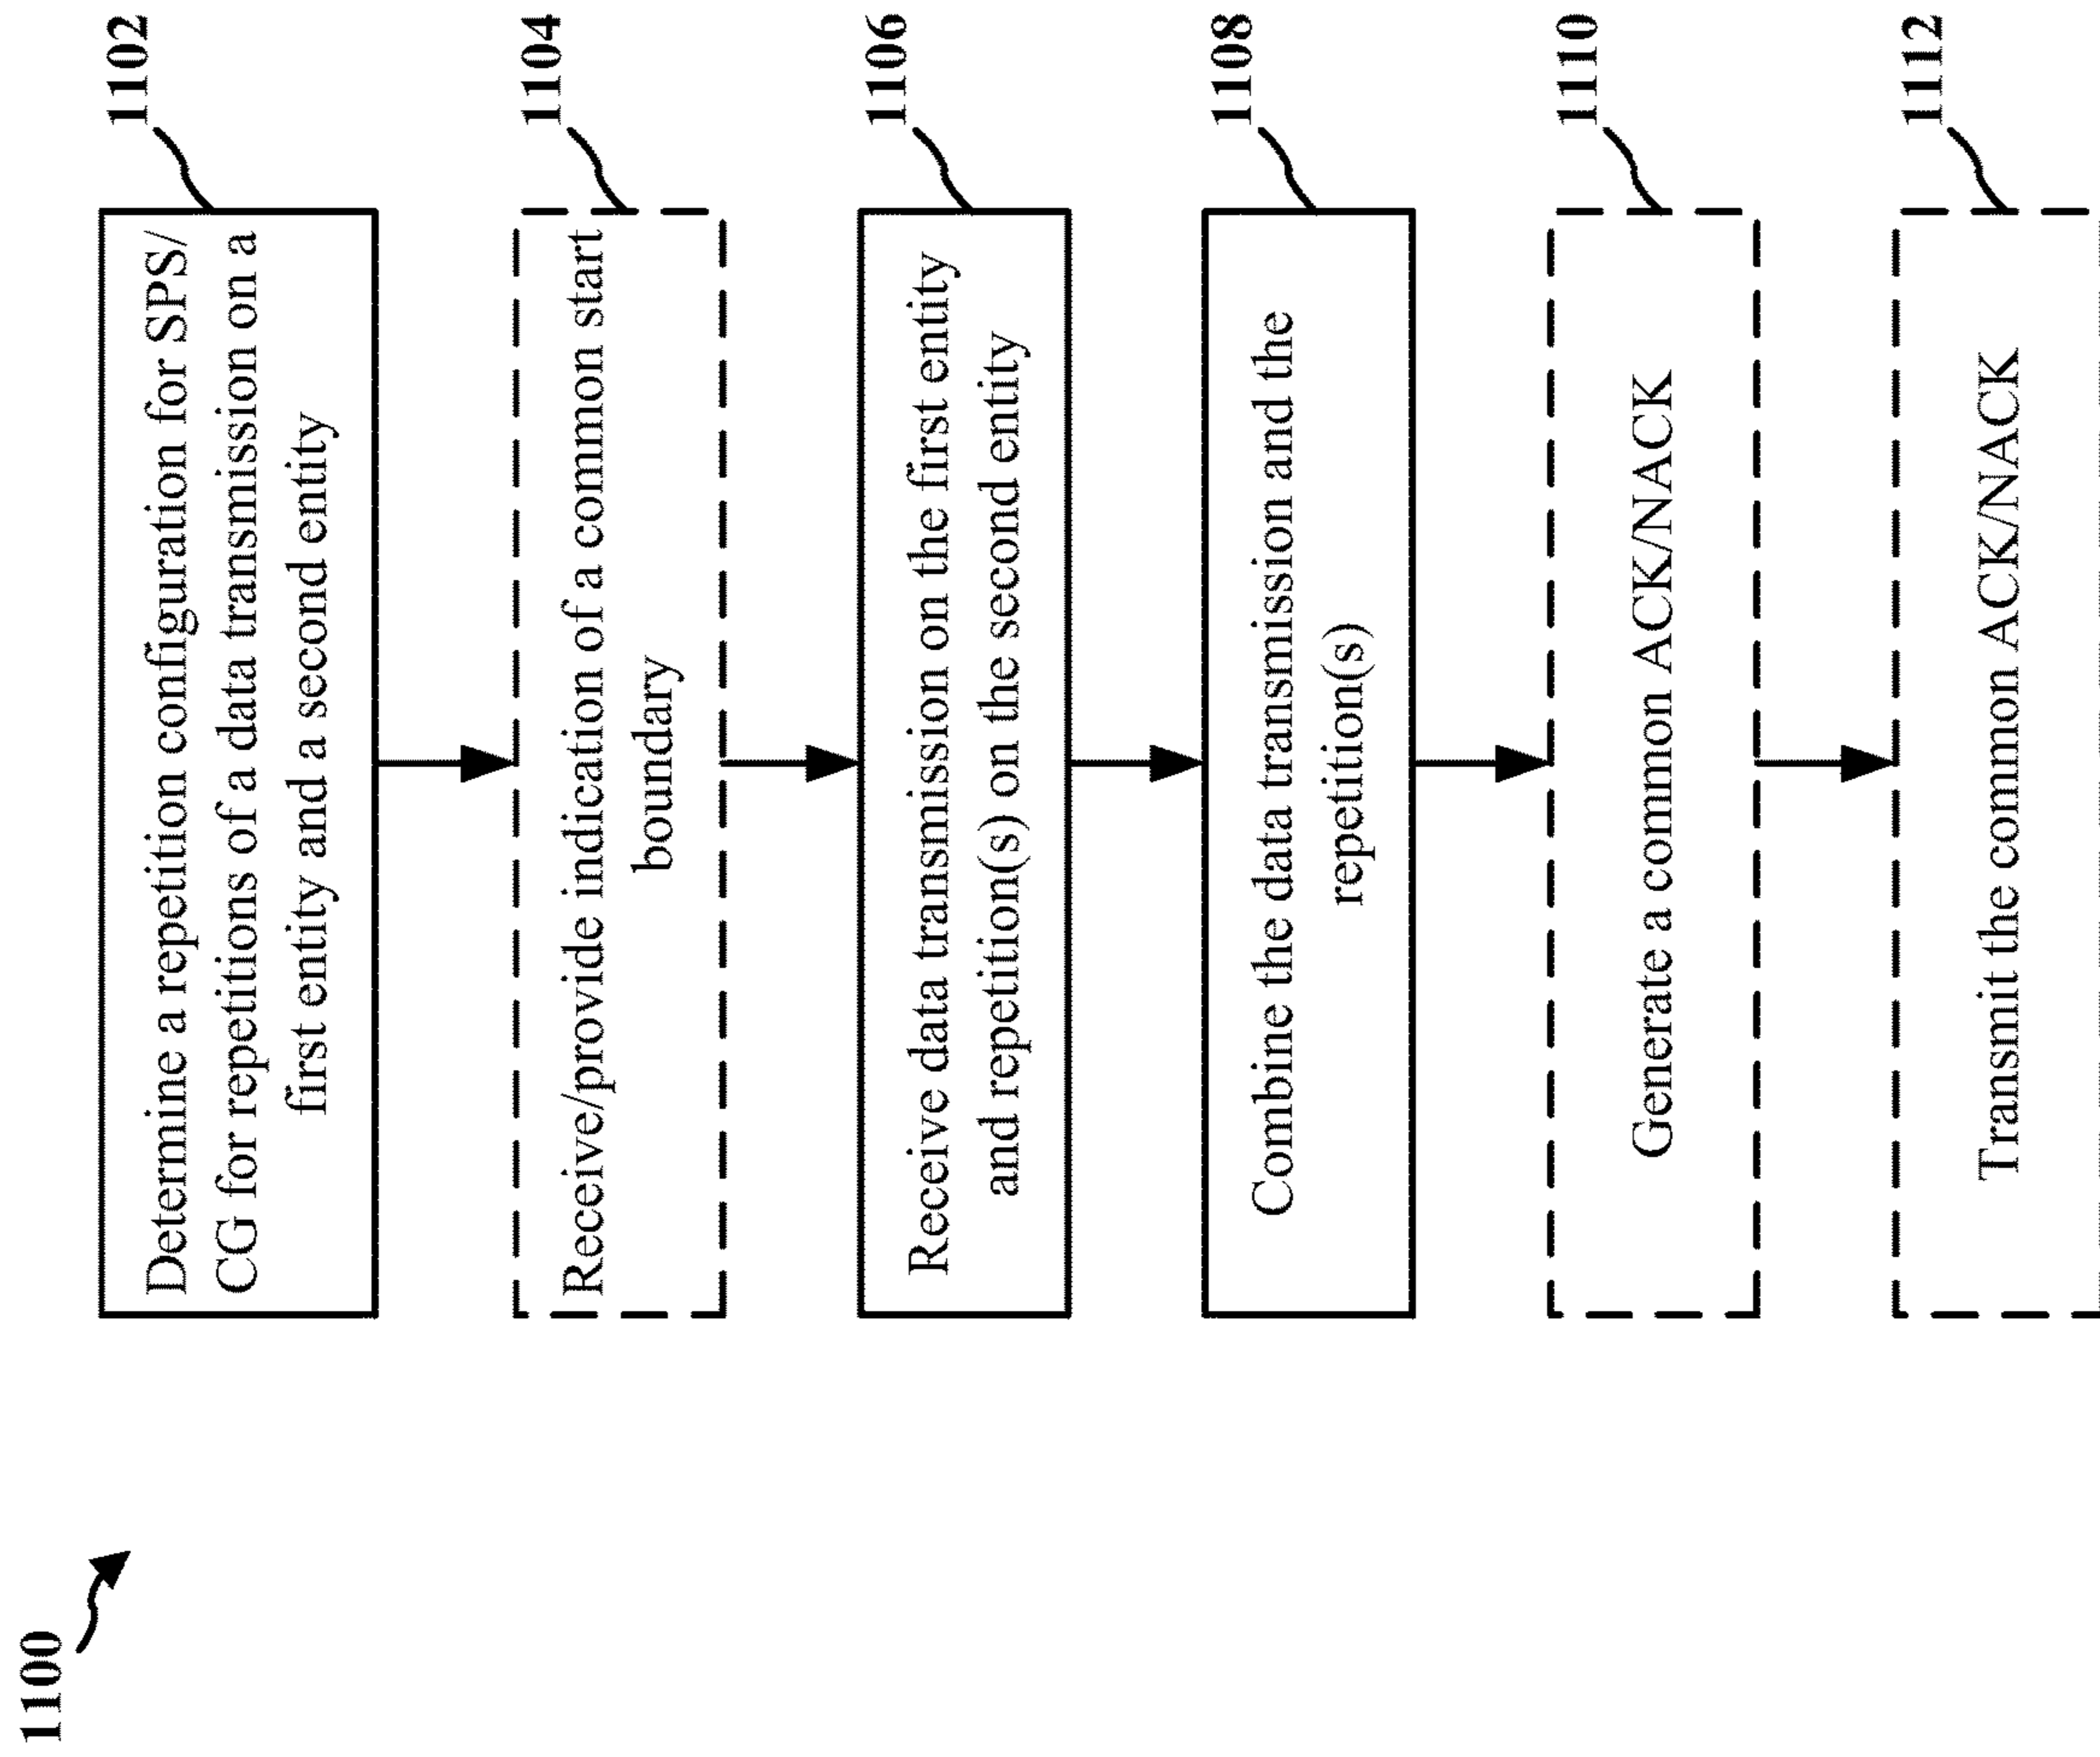 1100
Determine a repetition configuration for SPS/
CG for repetitions of a data transmission on a
first entity and a second entity
1102
Receive/provide indication of a common start
boundary
1104
Receive data transmission on the first entity
and repetition(s) on the second entity
1106
Combine the data transmission and the
repetition(s)
1108
Generate a common ACK/NACK
1110
Transmit the common ACK/NACK
1112